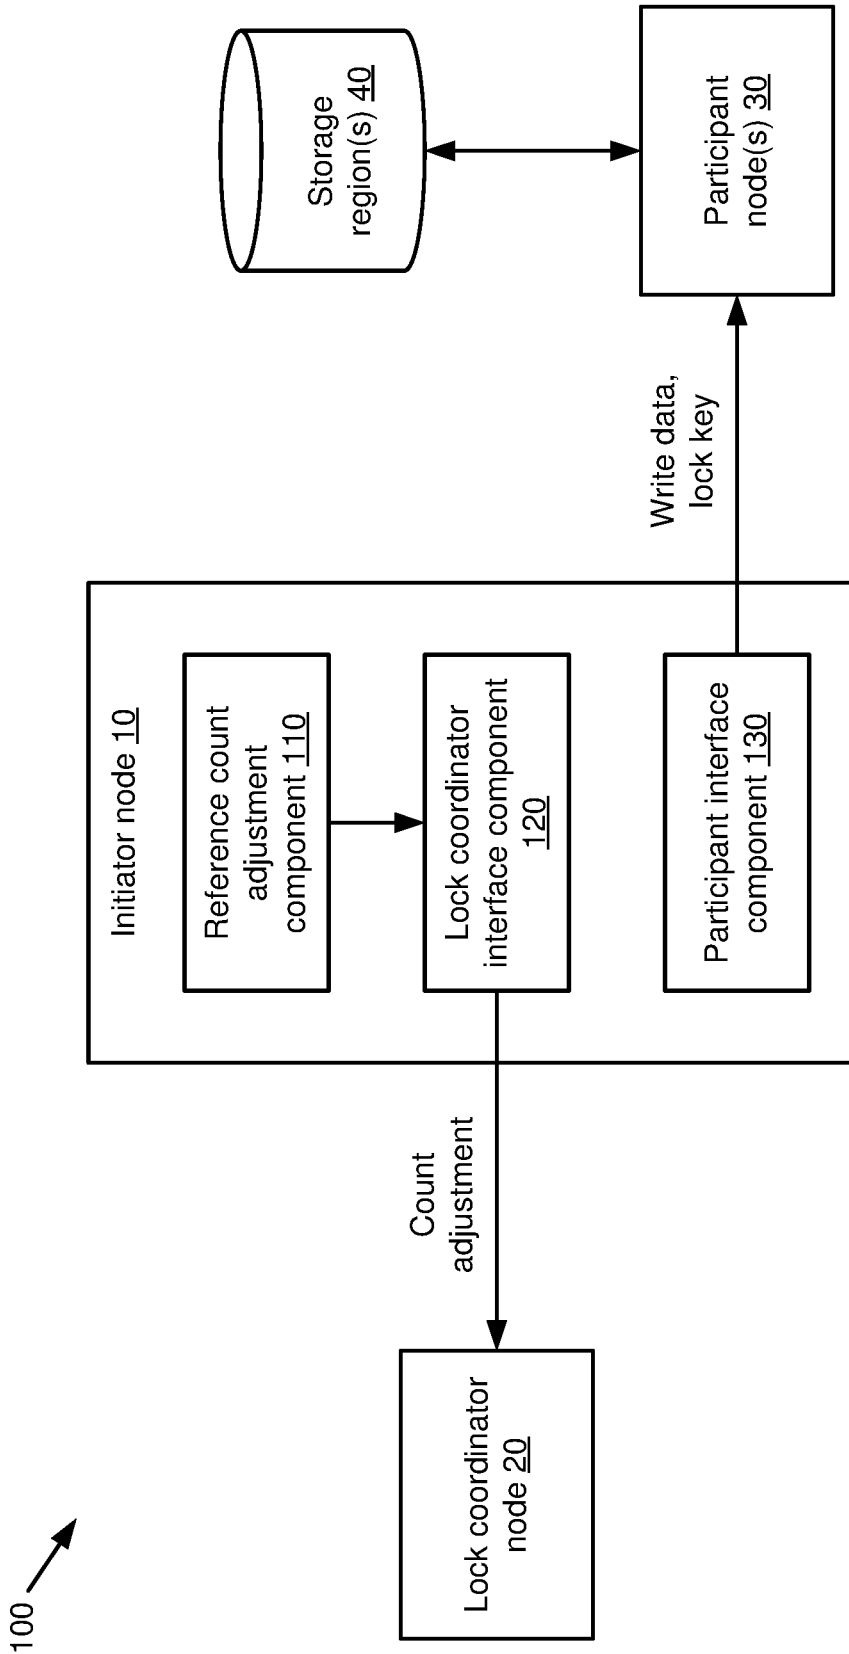 100
Lock coordinator
node 20
Count
adjustment
Initiator node 10
Reference count
adjustment
component 110
Lock coordinator
interface component
120
Participant interface
component 130
Write data,
lock key
Storage
region(s) 40
Participant
node(s) 30